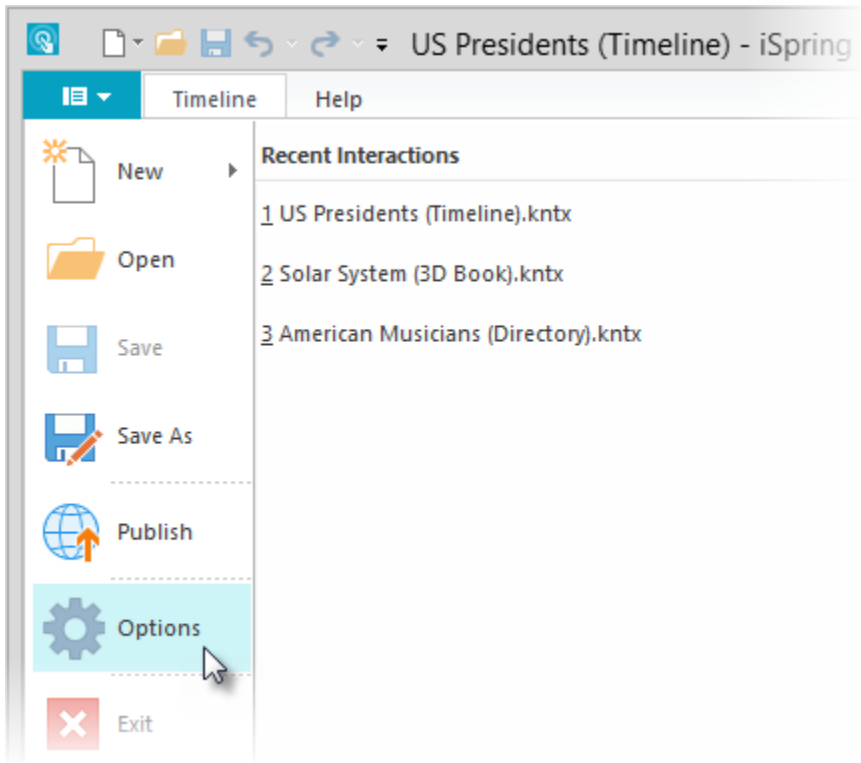 US Presidents (Timeline) - iSpring
Timeline
Help
New
Open
Save
Save As
Publish
Options
Exit
Recent Interactions
1 US Presidents (Timeline).kntx
2 Solar System (3D Book).kntx
3 American Musicians (Directory).kntx